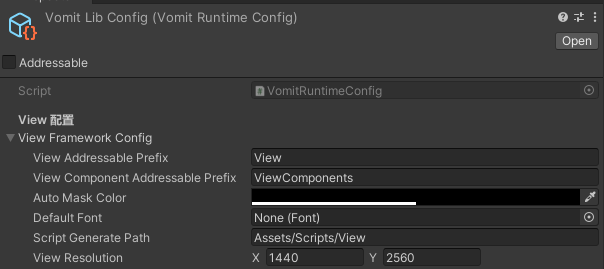 Vomit Lib Config (Vomit Runtime Config)
Open
Addressable
Script VomitRuntimeConfig
View 配置
View Framework Config
View Addressable Prefix View
View Component Addressable Prefix ViewComponents
Auto Mask Color
Default Font None (Font)
Script Generate Path Assets/Scripts/View
View Resolution X 1440 Y 2560